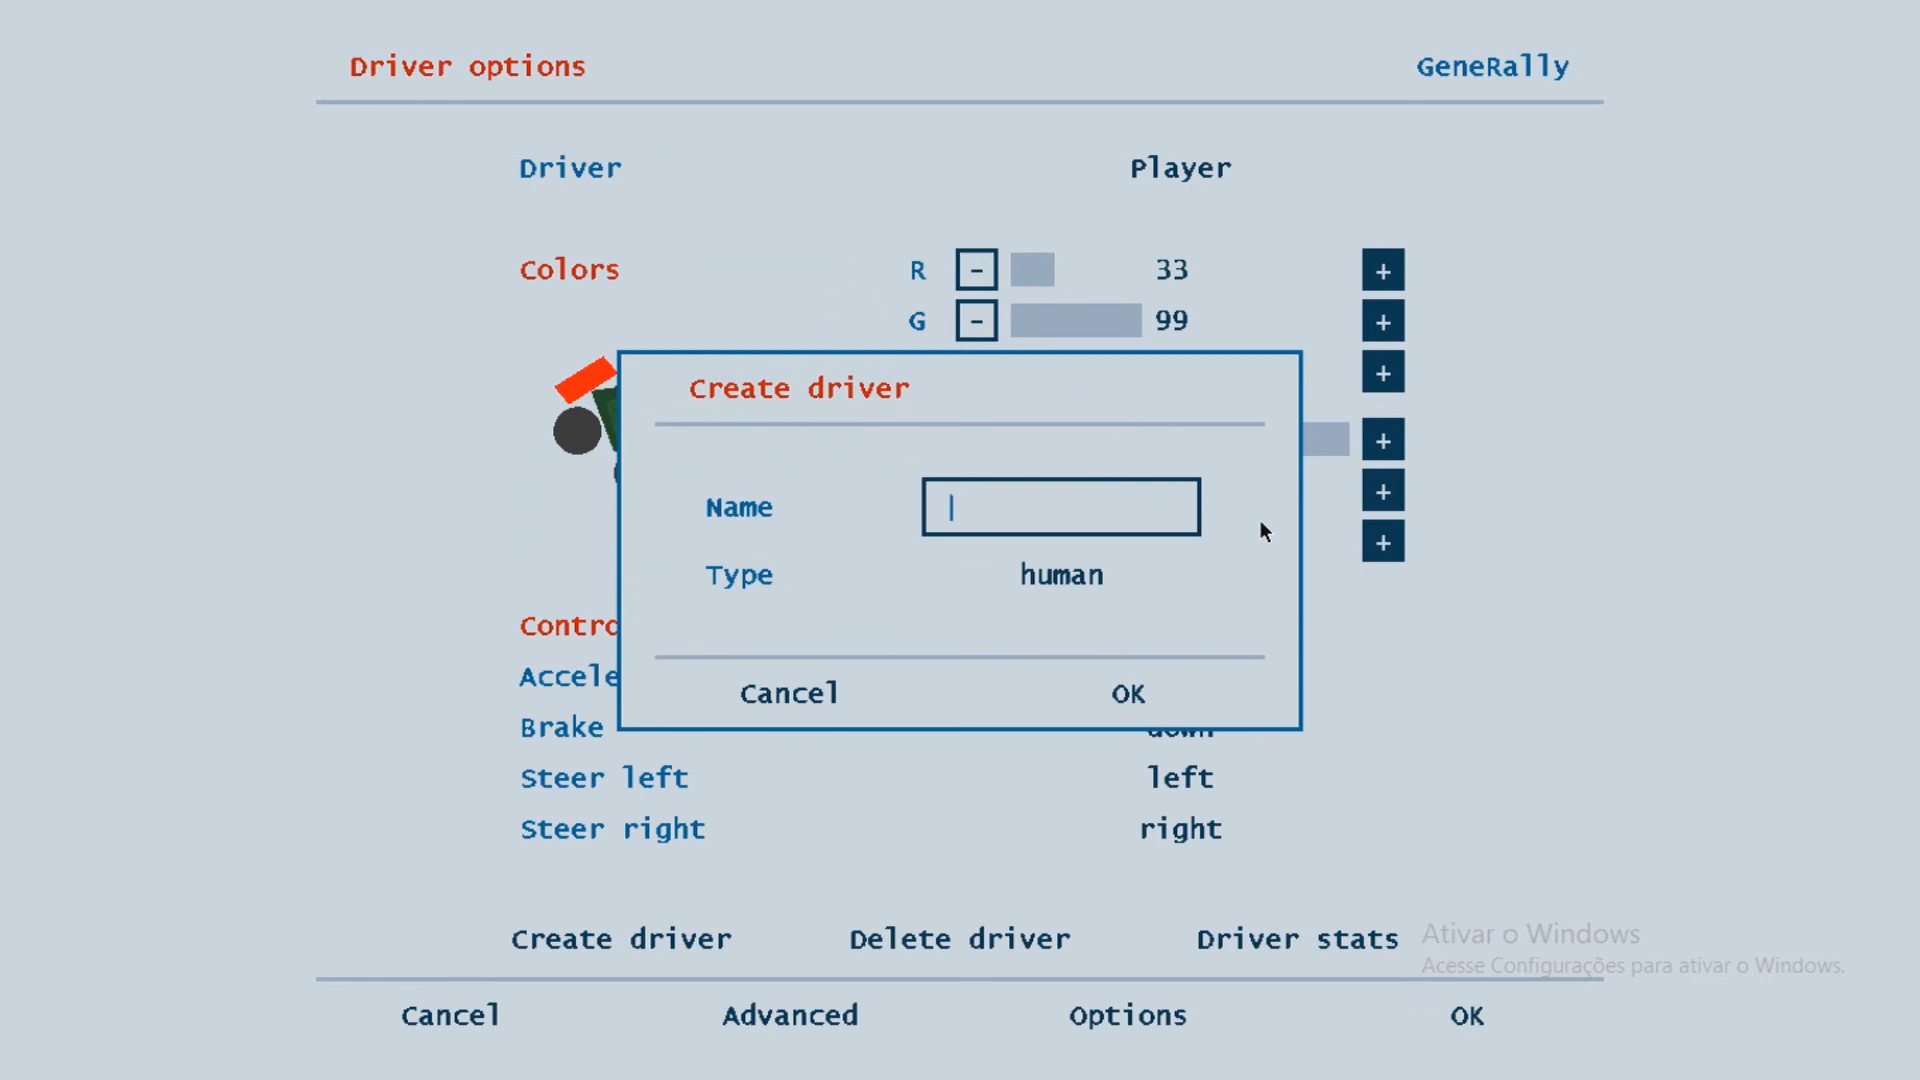 Driver options GeneRally
Driver Player
Colors R - 33 +
G - 99 +
+
Create driver
+
Name +
+
Type human
Contro
Accele
Cancel OK
Brake down
Steer left left
Steer right right
Create driver Delete driver Driver stats
Ativar o Windows
Acesse Configurações para ativar o Windows.
Cancel Advanced Options OK